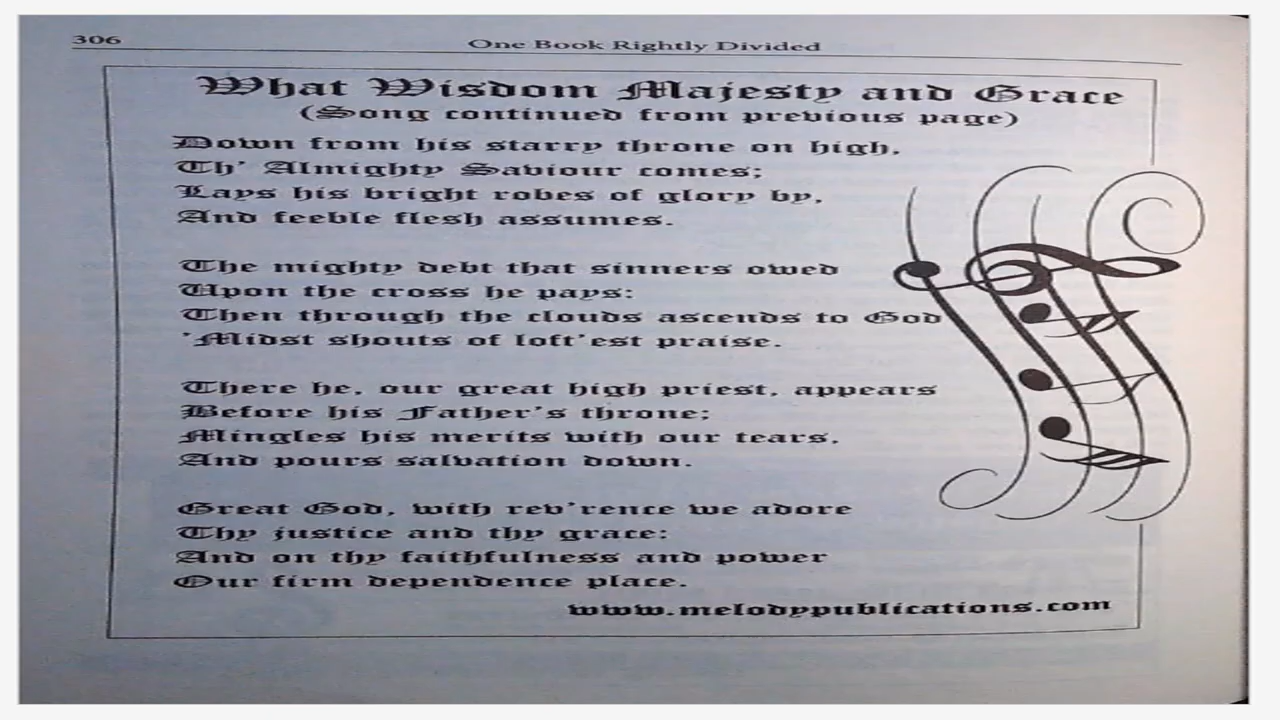 306
One Book Rightly Divided
What Wisdom Majesty and Grace
(Song continued from previous page)
Down from his starry throne on high,
Th' Almighty Saviour comes;
Lays his bright robes of glory by,
And feeble flesh assumes.
The mighty debt that sinners owed
Upon the cross he pays:
Then through the clouds ascends to God
'Midst shouts of loft'est praise.
There he, our great high priest, appears
Before his Father's throne;
Mingles his merits with our tears,
And pours salvation down.
Great God, with rev'rence we adore
Thy justice and thy grace:
And on thy faithfulness and power
Our firm dependence place.
www.melodypublications.com